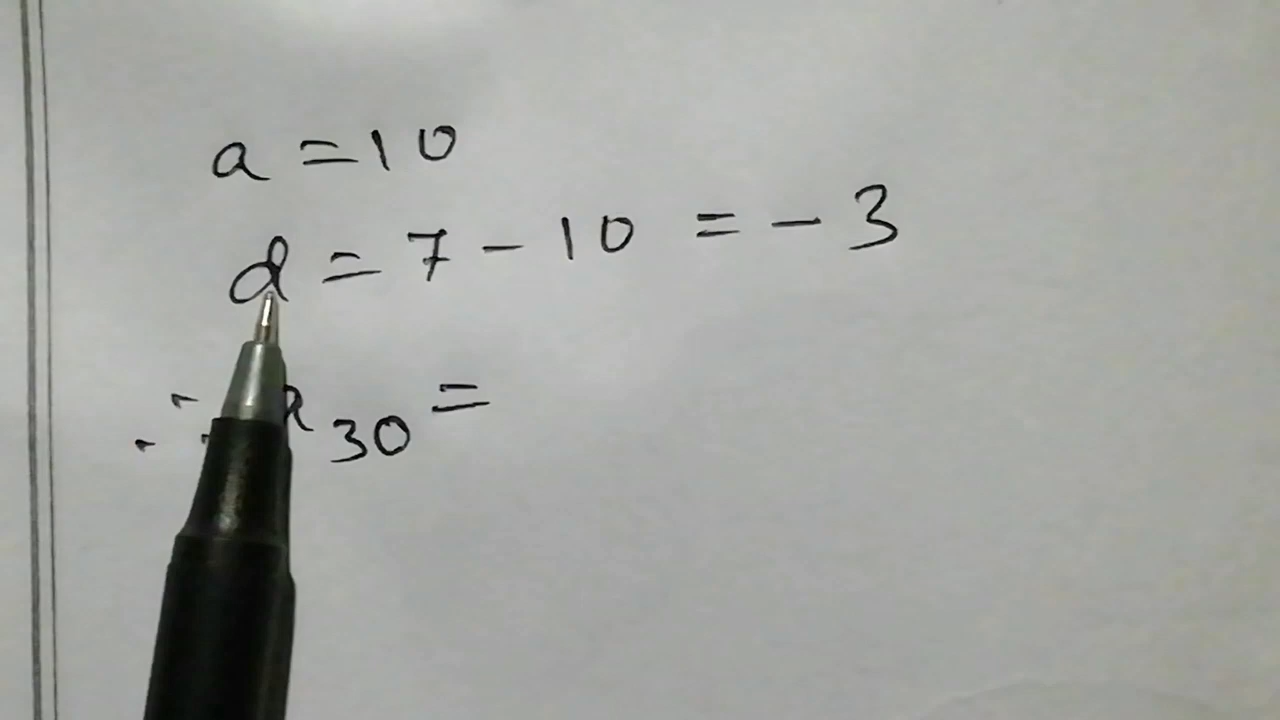 a = 10
d = 7 - 10 = - 3
∴ a 30 =